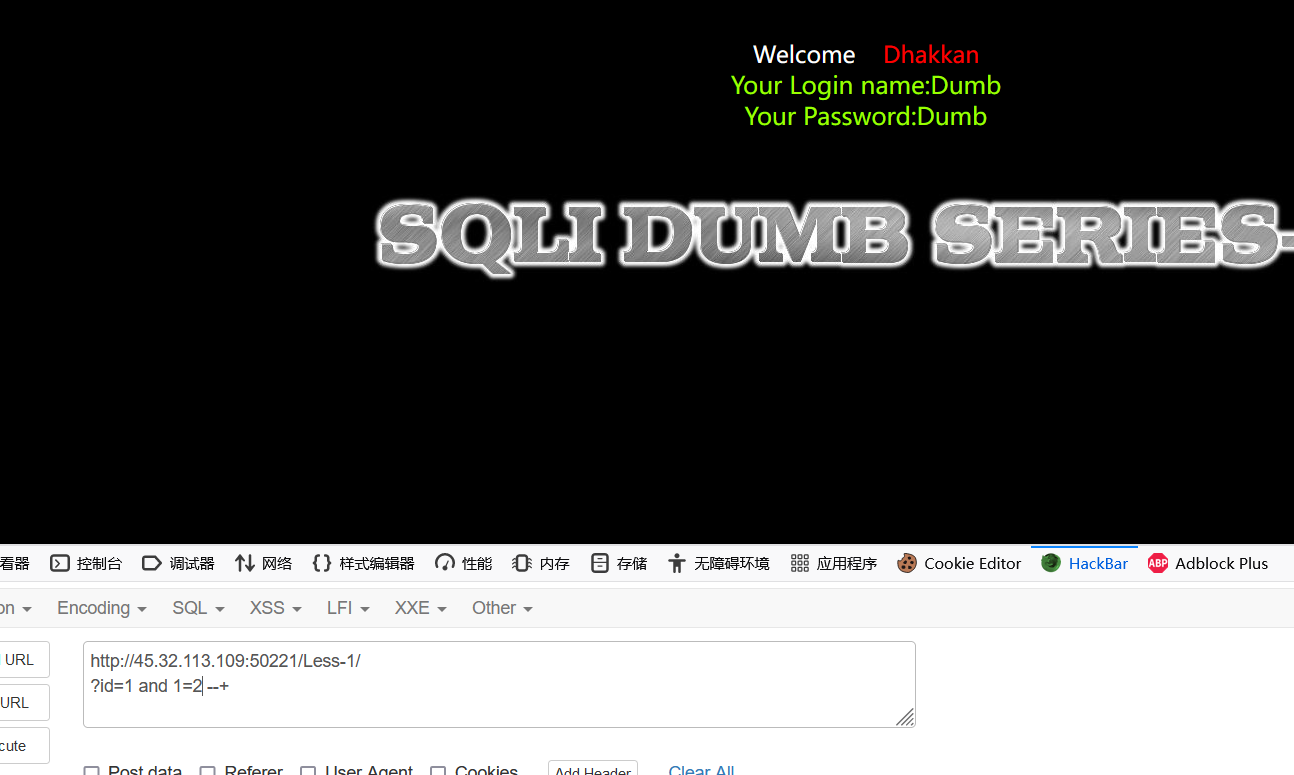 Welcome Dhakkan
Your Login name:Dumb
Your Password:Dumb
SQLI DUMB SERIES-
看器 控制台 调试器 网络 样式编辑器 性能 内存 存储 无障碍环境 应用程序 Cookie Editor HackBar ABP Adblock Plus
on Encoding SQL XSS LFI XXE Other
URL
http://45.32.113.109:50221/Less-1/
?id=1 and 1=2 --+
URL
cute
Post data Referer User Agent Cookies Add Header Clear All